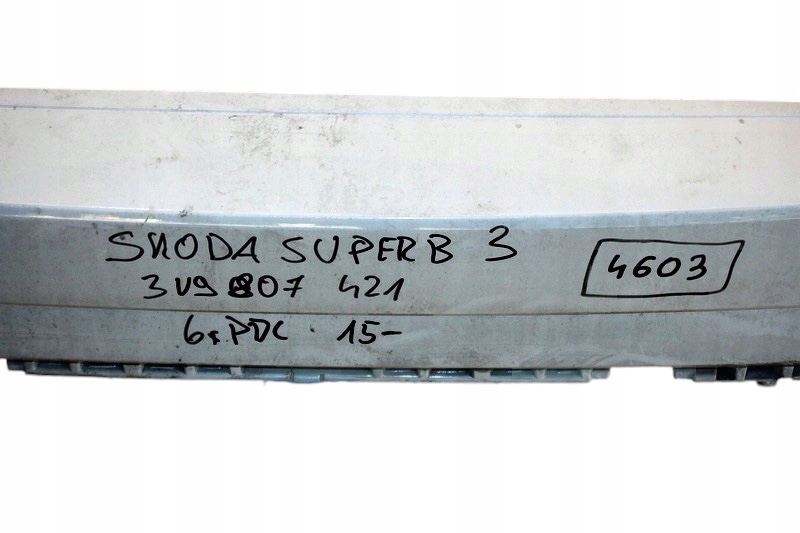 SKODA SUPERB 3
4603
3V9 807 421
6xPDC 15-